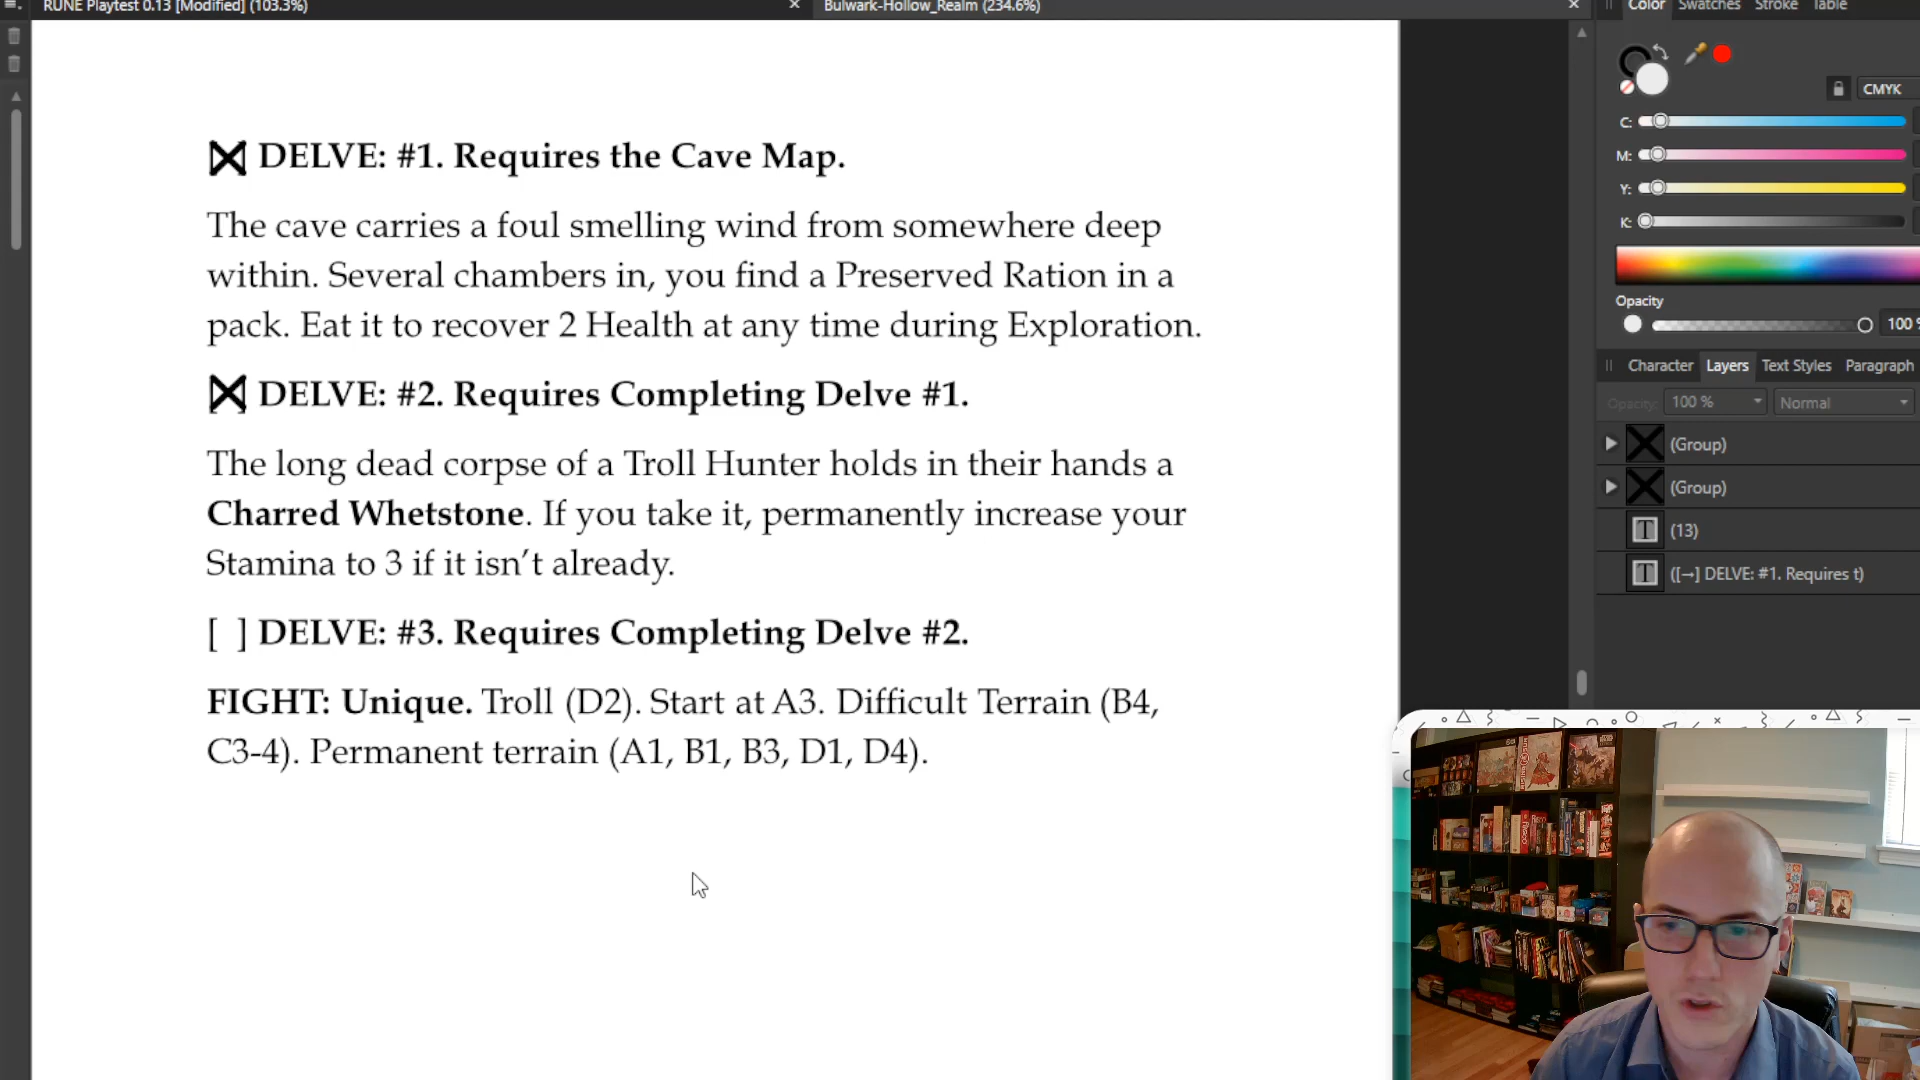 RUNE Playtest 0.13 [Modified] (103.3%)
Bulwark-Hollow_Realm (234.6%)
Color Swatches Stroke Table
DELVE: #1. Requires the Cave Map.
The cave carries a foul smelling wind from somewhere deep
within. Several chambers in, you find a Preserved Ration in a
pack. Eat it to recover 2 Health at any time during Exploration.
DELVE: #2. Requires Completing Delve #1.
The long dead corpse of a Troll Hunter holds in their hands a
Charred Whetstone. If you take it, permanently increase your
Stamina to 3 if it isn’t already.
[ ] DELVE: #3. Requires Completing Delve #2.
FIGHT: Unique. Troll (D2). Start at A3. Difficult Terrain (B4,
C3-4). Permanent terrain (A1, B1, B3, D1, D4).
CMYK
C:
M:
Y:
K:
Opacity
100 %
Character Layers Text Styles Paragraph
Opacity: 100 % Normal
(Group)
(Group)
(13)
([→] DELVE: #1. Requires t)